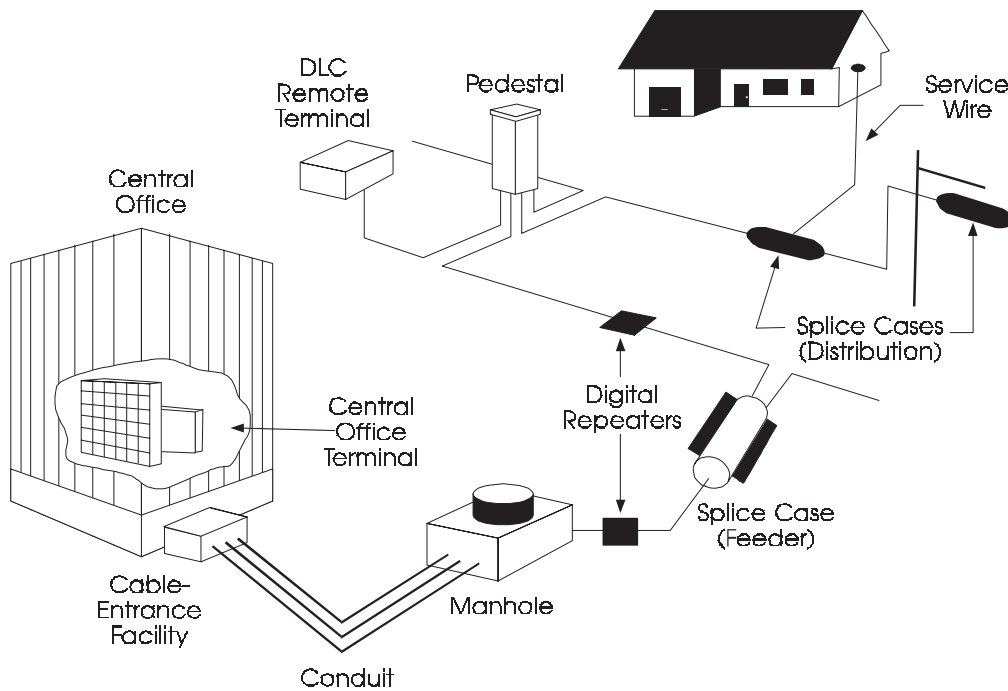 DLC
Remote
Terminal
Pedestal
Service
Wire
Central
Office
Splice Cases
(Distribution)
Digital
Repeaters
Central
Office
Terminal
Splice Case
(Feeder)
Cable-
Entrance
Facility
Manhole
Conduit